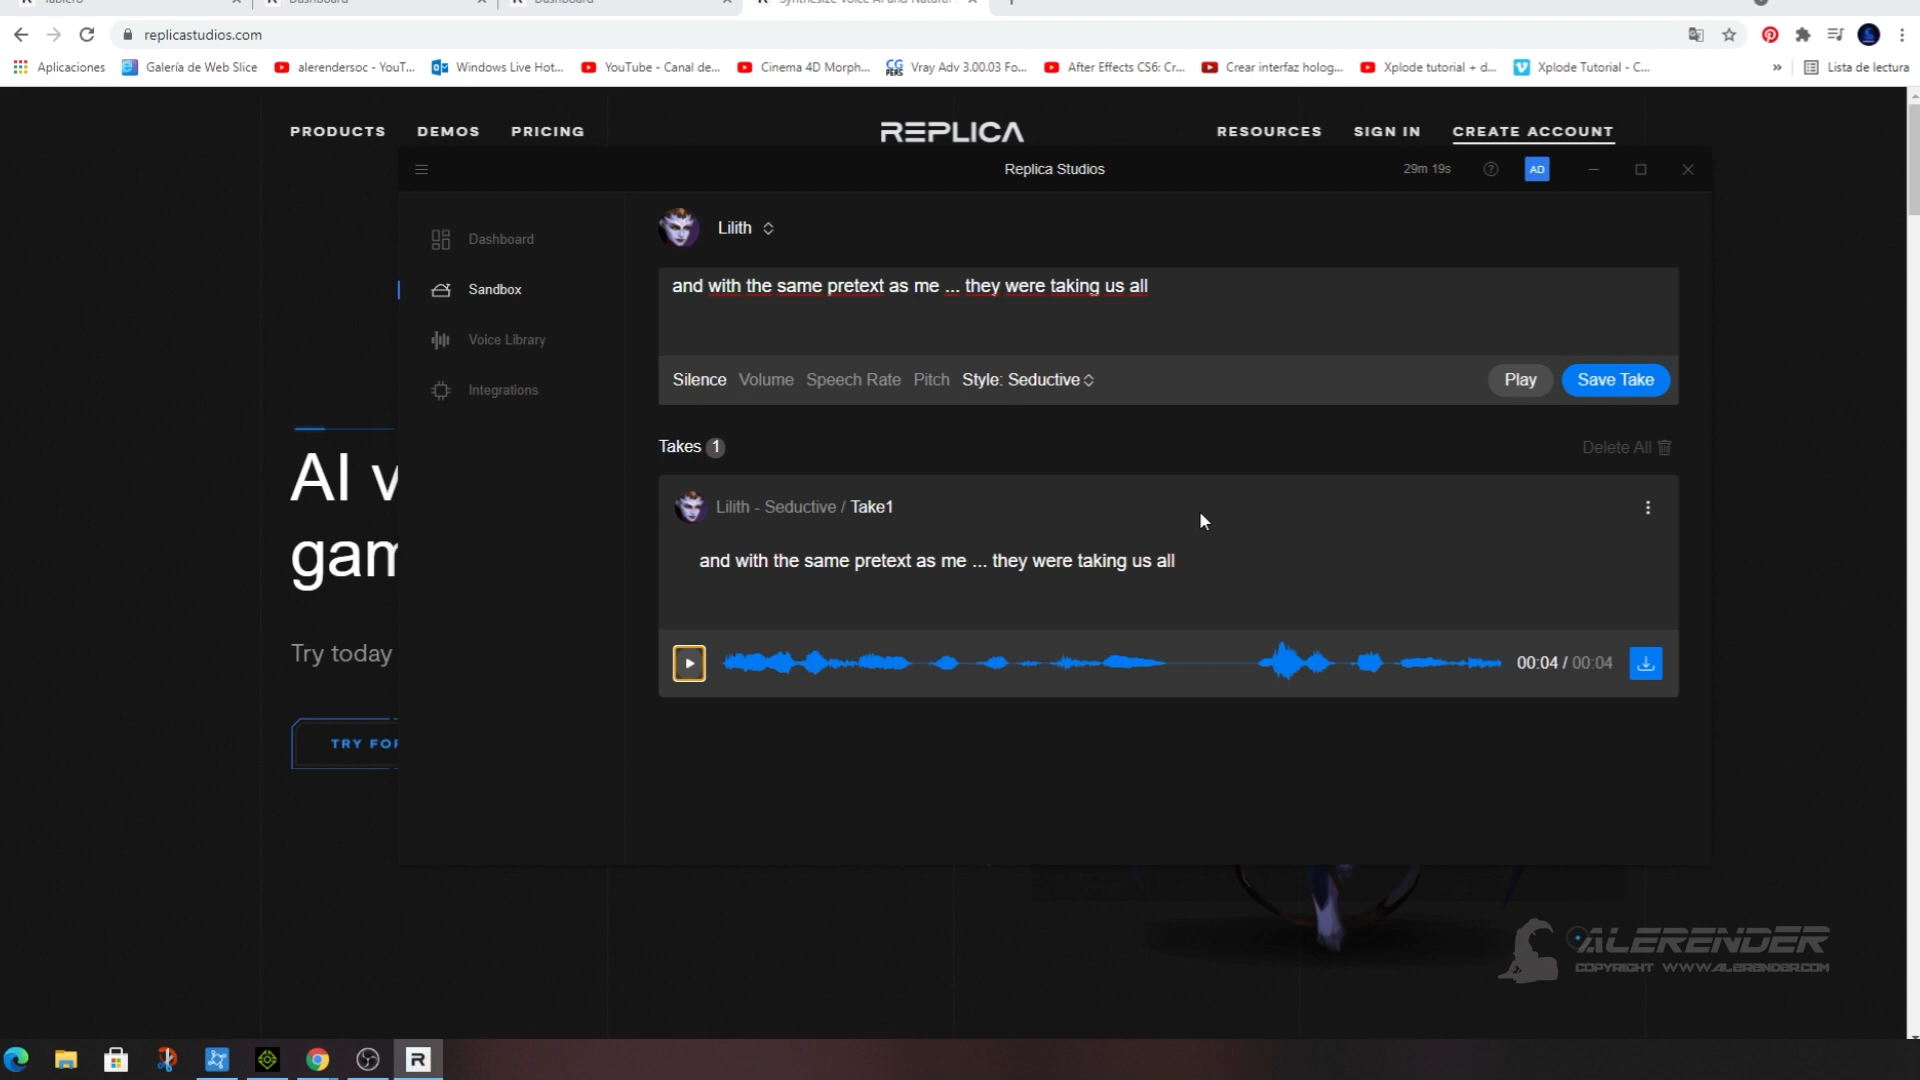 Dashboard
replicastudios.com
Aplicaciones
Galería de Web Slice
alerendersoc - YouT...
Windows Live Hot...
YouTube - Canal de...
Cinema 4D Morph...
Vray Adv 3.00.03 Fo...
After Effects CS6: Cr...
Crear interfaz holog...
Xplode tutorial + d...
Xplode Tutorial - C...
»
Lista de lectura
PRODUCTS
DEMOS
PRICING
REPLICA
RESOURCES
SIGN IN
CREATE ACCOUNT
Replica Studios
29m 19s
AD
Dashboard
Sandbox
Voice Library
Integrations
Lilith
and with the same pretext as me ... they were taking us all
Silence Volume Speech Rate Pitch Style: Seductive
Play
Save Take
Takes 1
Delete All
Lilith - Seductive / Take1
and with the same pretext as me ... they were taking us all
00:04 / 00:04
AI v
gam
Try today
TRY FOR
ALERENDER
COPYRIGHT WWW.ALERENDER.COM
R